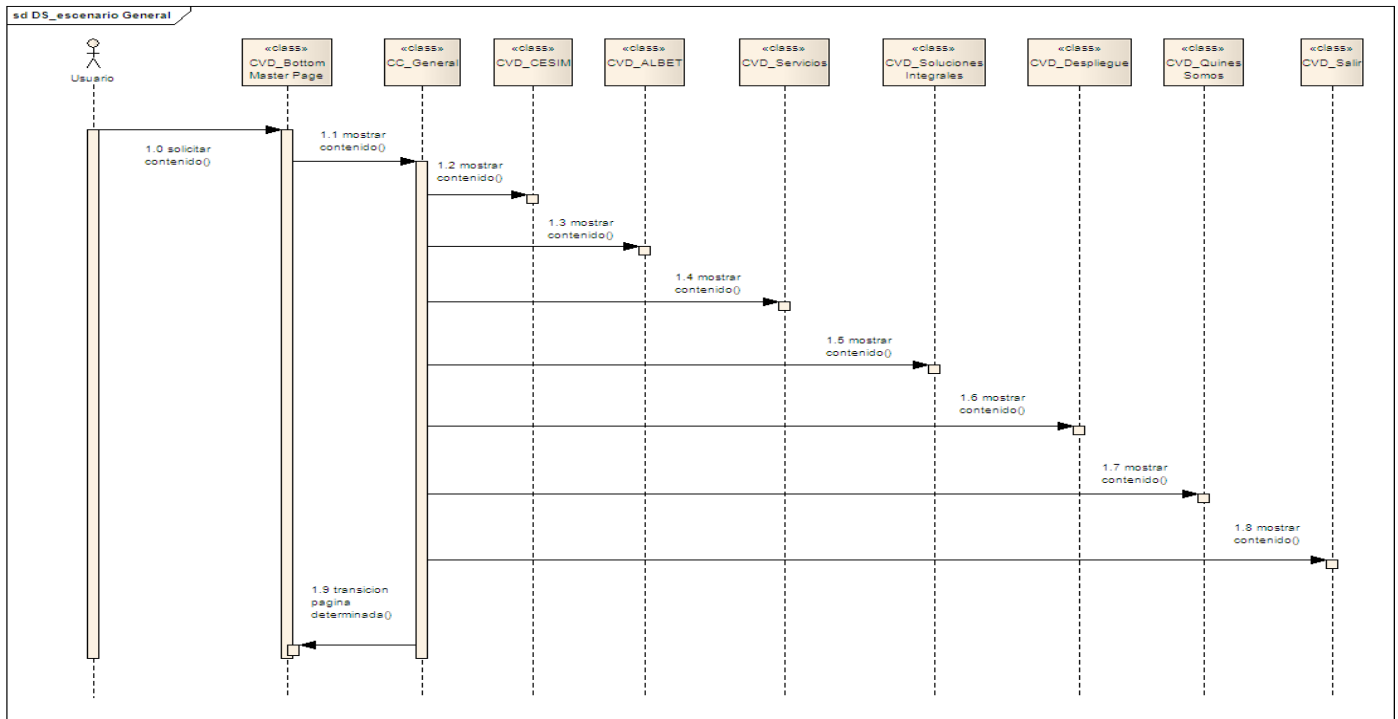 sd DS_escenario General
Usuario
«class»
CVD_Bottom
Master Page
«class»
CC_General
«class»
CVD_CESIM
«class»
CVD_ALBET
«class»
CVD_Servicios
«class»
CVD_Soluciones
Integrales
«class»
CVD_Despliegue
«class»
CVD_Quines
Somos
«class»
CVD_Salir
1.0 solicitar
contenido()
1.1 mostrar
contenido()
1.2 mostrar
contenido()
1.3 mostrar
contenido()
1.4 mostrar
contenido()
1.5 mostrar
contenido()
1.6 mostrar
contenido()
1.7 mostrar
contenido()
1.8 mostrar
contenido()
1.9 transicion
pagina
determinada()